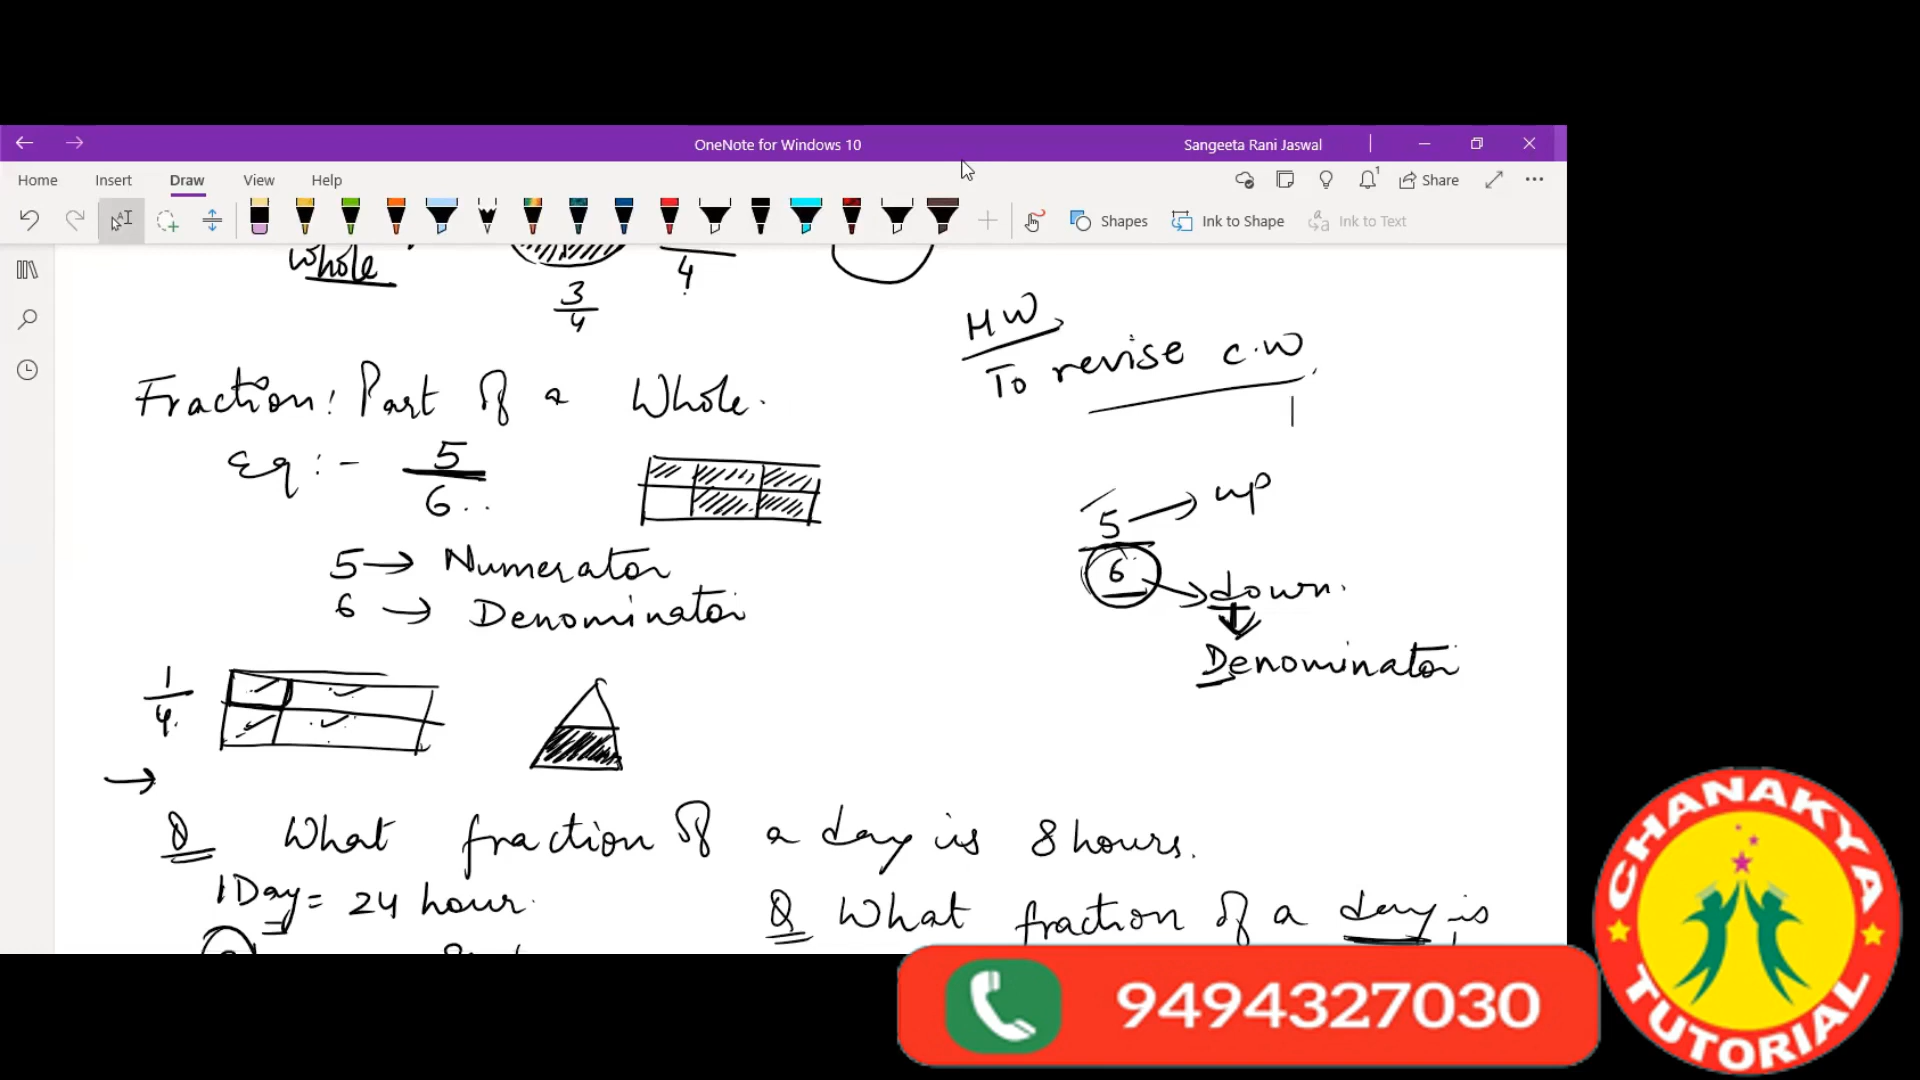 OneNote for Windows 10
Sangeeta Rani Jaswal
Home Insert Draw View Help
Share
Shapes Ink to Shape Ink to Text
Whole
4
3/4
HW
To revise c.w
Fraction: Part of a Whole.
Eg :- 5/6
5 → up
6 → down.
Denominator
5 → Numerator
6 → Denominator
1/4
Q What fraction of a day is 8 hours.
1 Day = 24 hour.
Q What fraction of a day is
9494327030
CHANAKYA
TUTORIAL